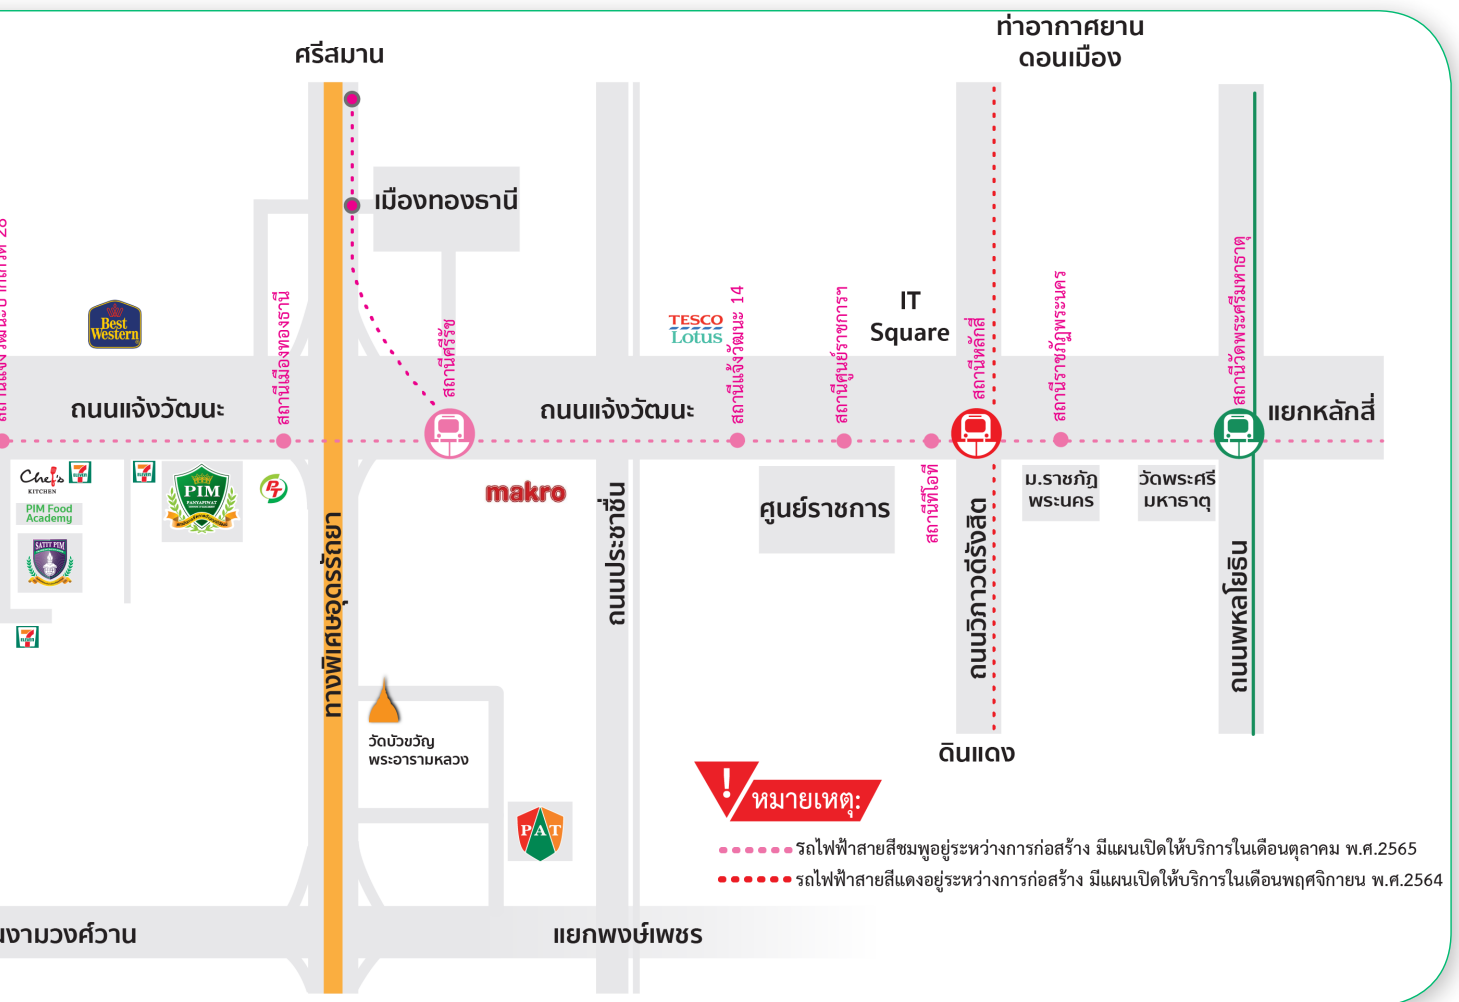 ท่าอากาศยาน
ดอนเมือง
ศรีสมาน
เมืองทองธานี
Best
Western
สถานีเมืองทองธานี
สถานีศรีรัช
TESCO
Lotus
สถานีแจ้งวัฒนะ 14
สถานีศูนย์ราชการฯ
IT
Square
สถานีหลักสี่
สถานีราชภัฏพระนคร
สถานีวัดพระศรีมหาธาตุ
ถนนแจ้งวัฒนะ
ถนนแจ้งวัฒนะ
แยกหลักสี่
Chef's
KITCHEN
PIM Food
Academy
SATIT PIM
PIM
PANYAPIWAT
PT
makro
ศูนย์ราชการ
สถานีทีโอที
ม.ราชภัฏ
พระนคร
วัดพระศรี
มหาธาตุ
ทางพิเศษอุดรรัถยา
ถนนประชาชื่น
ถนนวิภาวดีรังสิต
ถนนพหลโยธิน
ดินแดง
วัดบัวขวัญ
พระอารามหลวง
PAT
หมายเหตุ:
รถไฟฟ้าสายสีชมพูอยู่ระหว่างการก่อสร้าง มีแผนเปิดให้บริการในเดือนตุลาคม พ.ศ.2565
รถไฟฟ้าสายสีแดงอยู่ระหว่างการก่อสร้าง มีแผนเปิดให้บริการในเดือนพฤศจิกายน พ.ศ.2564
นงามวงศ์วาน
แยกพงษ์เพชร